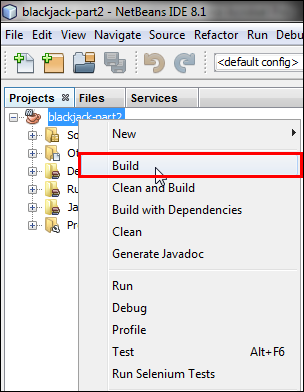 blackjack-part2 - NetBeans IDE 8.1
File Edit View Navigate Source Refactor Run Debug
<default config>
Projects Files Services
blackjack-part2
So
Ot
De
Ru
Ja
Pr
New
Build
Clean and Build
Build with Dependencies
Clean
Generate Javadoc
Run
Debug
Profile
Test Alt+F6
Run Selenium Tests